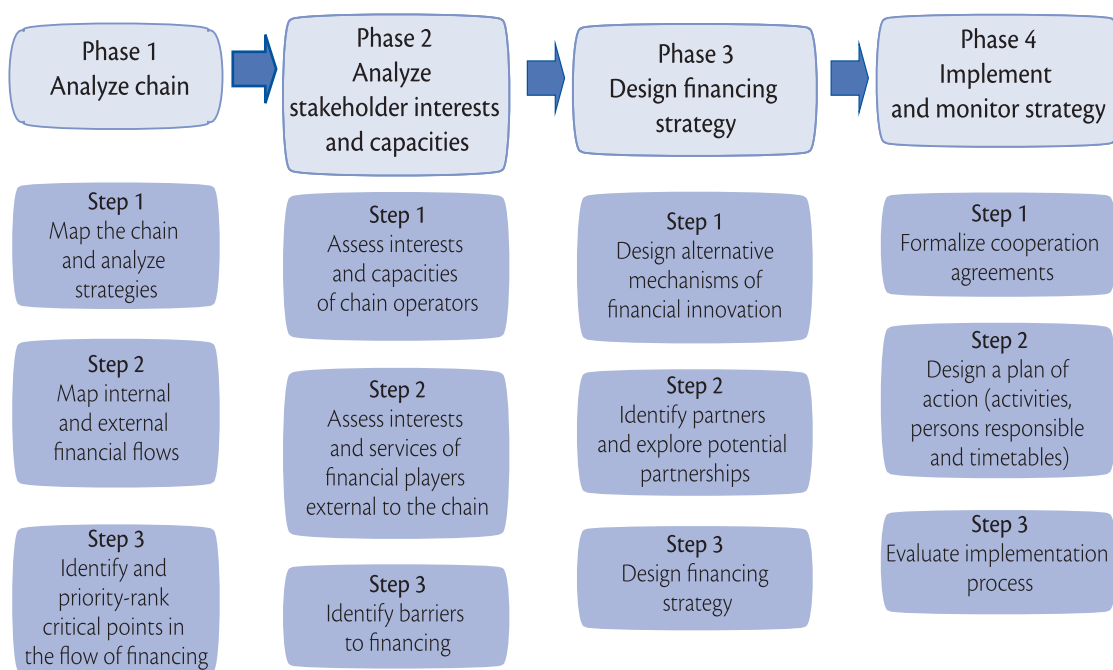 Phase 1
Analyze chain
Phase 2
Analyze
stakeholder interests
and capacities
Phase 3
Design financing
strategy
Phase 4
Implement
and monitor strategy
Step 1
Map the chain
and analyze
strategies
Step 2
Map internal
and external
financial flows
Step 3
Identify and
priority-rank
critical points in
the flow of financing
Step 1
Assess interests
and capacities
of chain operators
Step 2
Assess interests
and services of
financial players
external to the chain
Step 3
Identify barriers
to financing
Step 1
Design alternative
mechanisms of
financial innovation
Step 2
Identify partners
and explore potential
partnerships
Step 3
Design financing
strategy
Step 1
Formalize cooperation
agreements
Step 2
Design a plan of
action (activities,
persons responsible
and timetables)
Step 3
Evaluate implementation
process